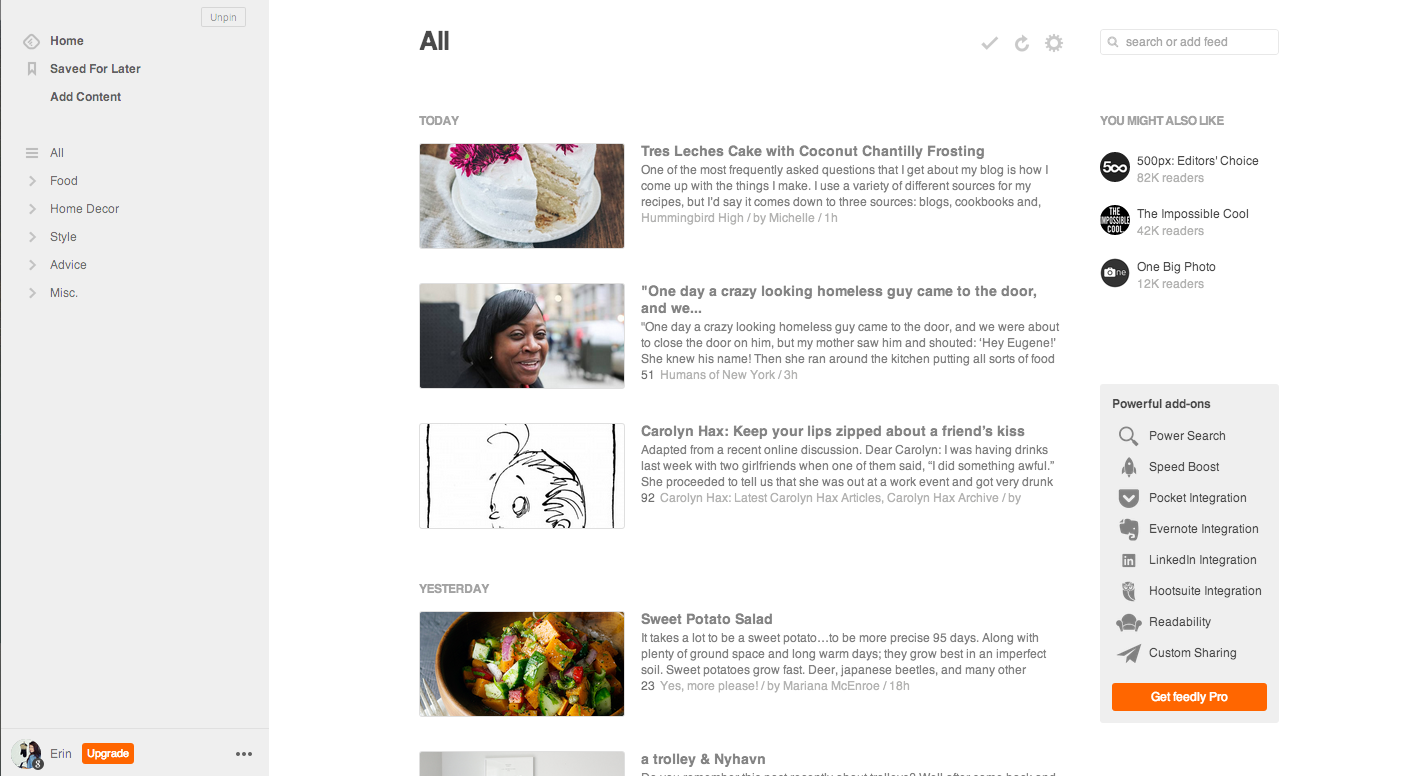 Unpin
Home
Saved For Later
Add Content
All
Food
Home Decor
Style
Advice
Misc.
Erin
Upgrade
All
search or add feed
TODAY
Tres Leches Cake with Coconut Chantilly Frosting
One of the most frequently asked questions that I get about my blog is how I
come up with the things I make. I use a variety of different sources for my
recipes, but I'd say it comes down to three sources: blogs, cookbooks and,
Hummingbird High / by Michelle / 1h
"One day a crazy looking homeless guy came to the door,
and we...
"One day a crazy looking homeless guy came to the door, and we were about
to close the door on him, but my mother saw him and shouted: 'Hey Eugene!'
She knew his name! Then she ran around the kitchen putting all sorts of food
51 Humans of New York / 3h
Carolyn Hax: Keep your lips zipped about a friend's kiss
Adapted from a recent online discussion. Dear Carolyn: I was having drinks
last week with two girlfriends when one of them said, "I did something awful."
She proceeded to tell us that she was out at a work event and got very drunk
92 Carolyn Hax: Latest Carolyn Hax Articles, Carolyn Hax Archive / by
YESTERDAY
Sweet Potato Salad
It takes a lot to be a sweet potato…to be more precise 95 days. Along with
plenty of ground space and long warm days; they grow best in an imperfect
soil. Sweet potatoes grow fast. Deer, japanese beetles, and many other
23 Yes, more please! / by Mariana McEnroe / 18h
a trolley & Nyhavn
YOU MIGHT ALSO LIKE
500
500px: Editors' Choice
82K readers
THE
IMPOSSIBLE
COOL
The Impossible Cool
42K readers
ne
One Big Photo
12K readers
Powerful add-ons
Power Search
Speed Boost
Pocket Integration
Evernote Integration
in
LinkedIn Integration
Hootsuite Integration
Readability
Custom Sharing
Get feedly Pro